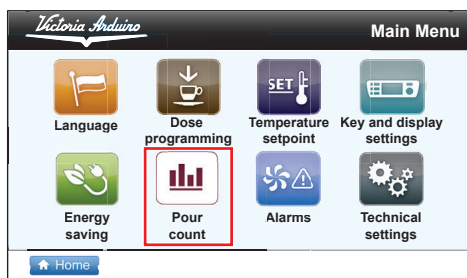 Victoria Arduino
Main Menu
SET
Language
Dose
programming
Temperature
setpoint
Key and display
settings
Energy
saving
Pour
count
Alarms
Technical
settings
Home